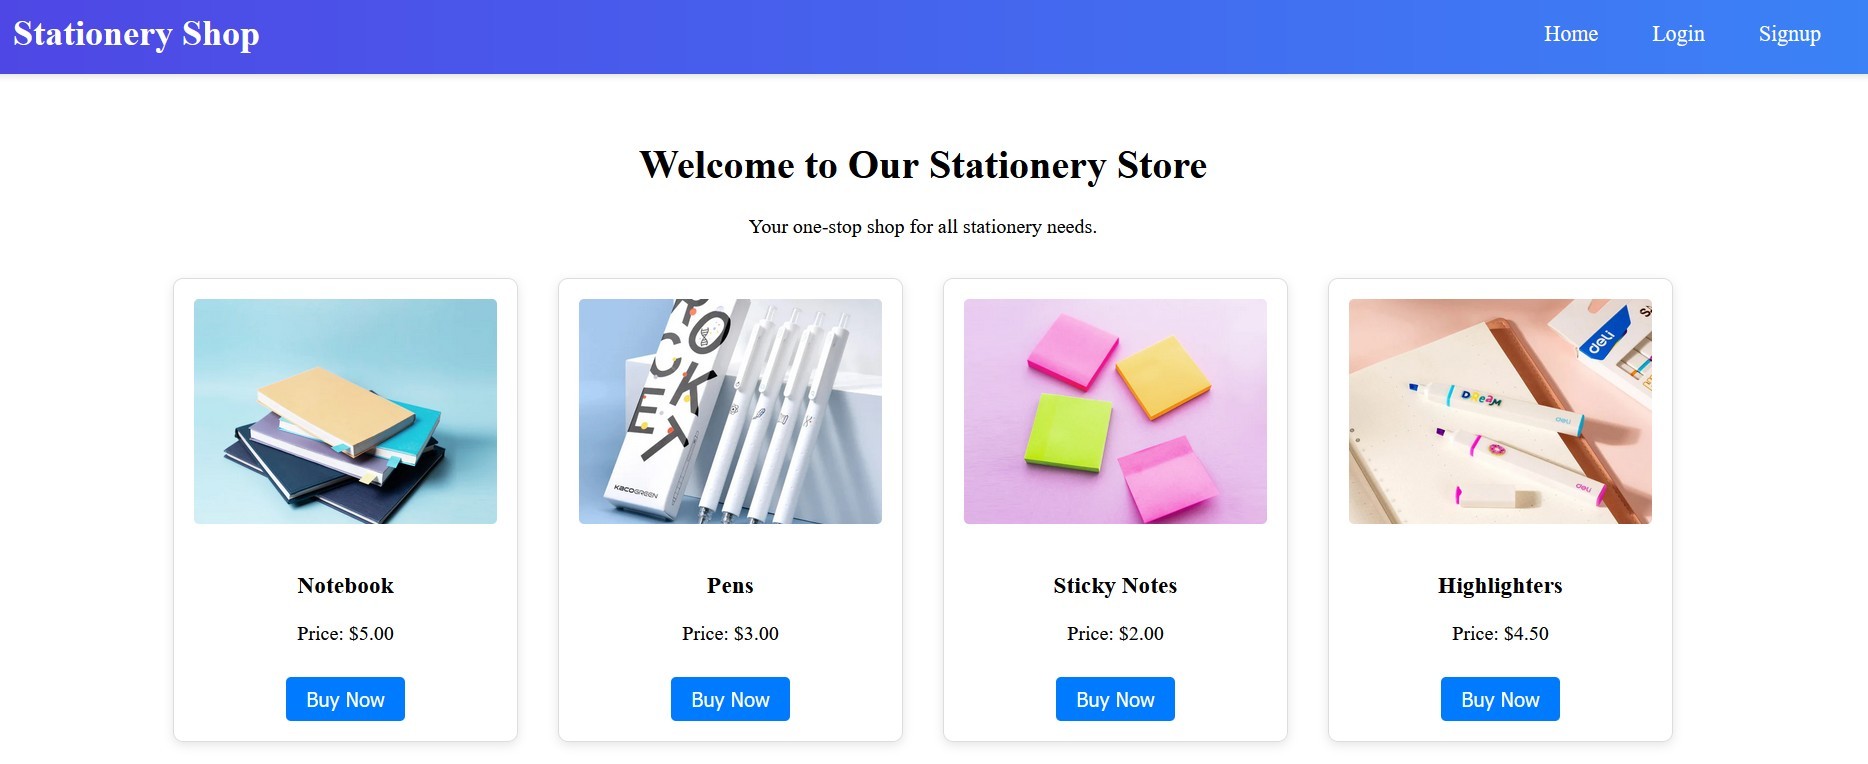 Stationery Shop
Home Login Signup
Welcome to Our Stationery Store
Your one-stop shop for all stationery needs.
ROCKET
KACOGREEN
deli
DREAM
deli
deli
Notebook
Pens
Sticky Notes
Highlighters
Price: $5.00
Price: $3.00
Price: $2.00
Price: $4.50
Buy Now
Buy Now
Buy Now
Buy Now